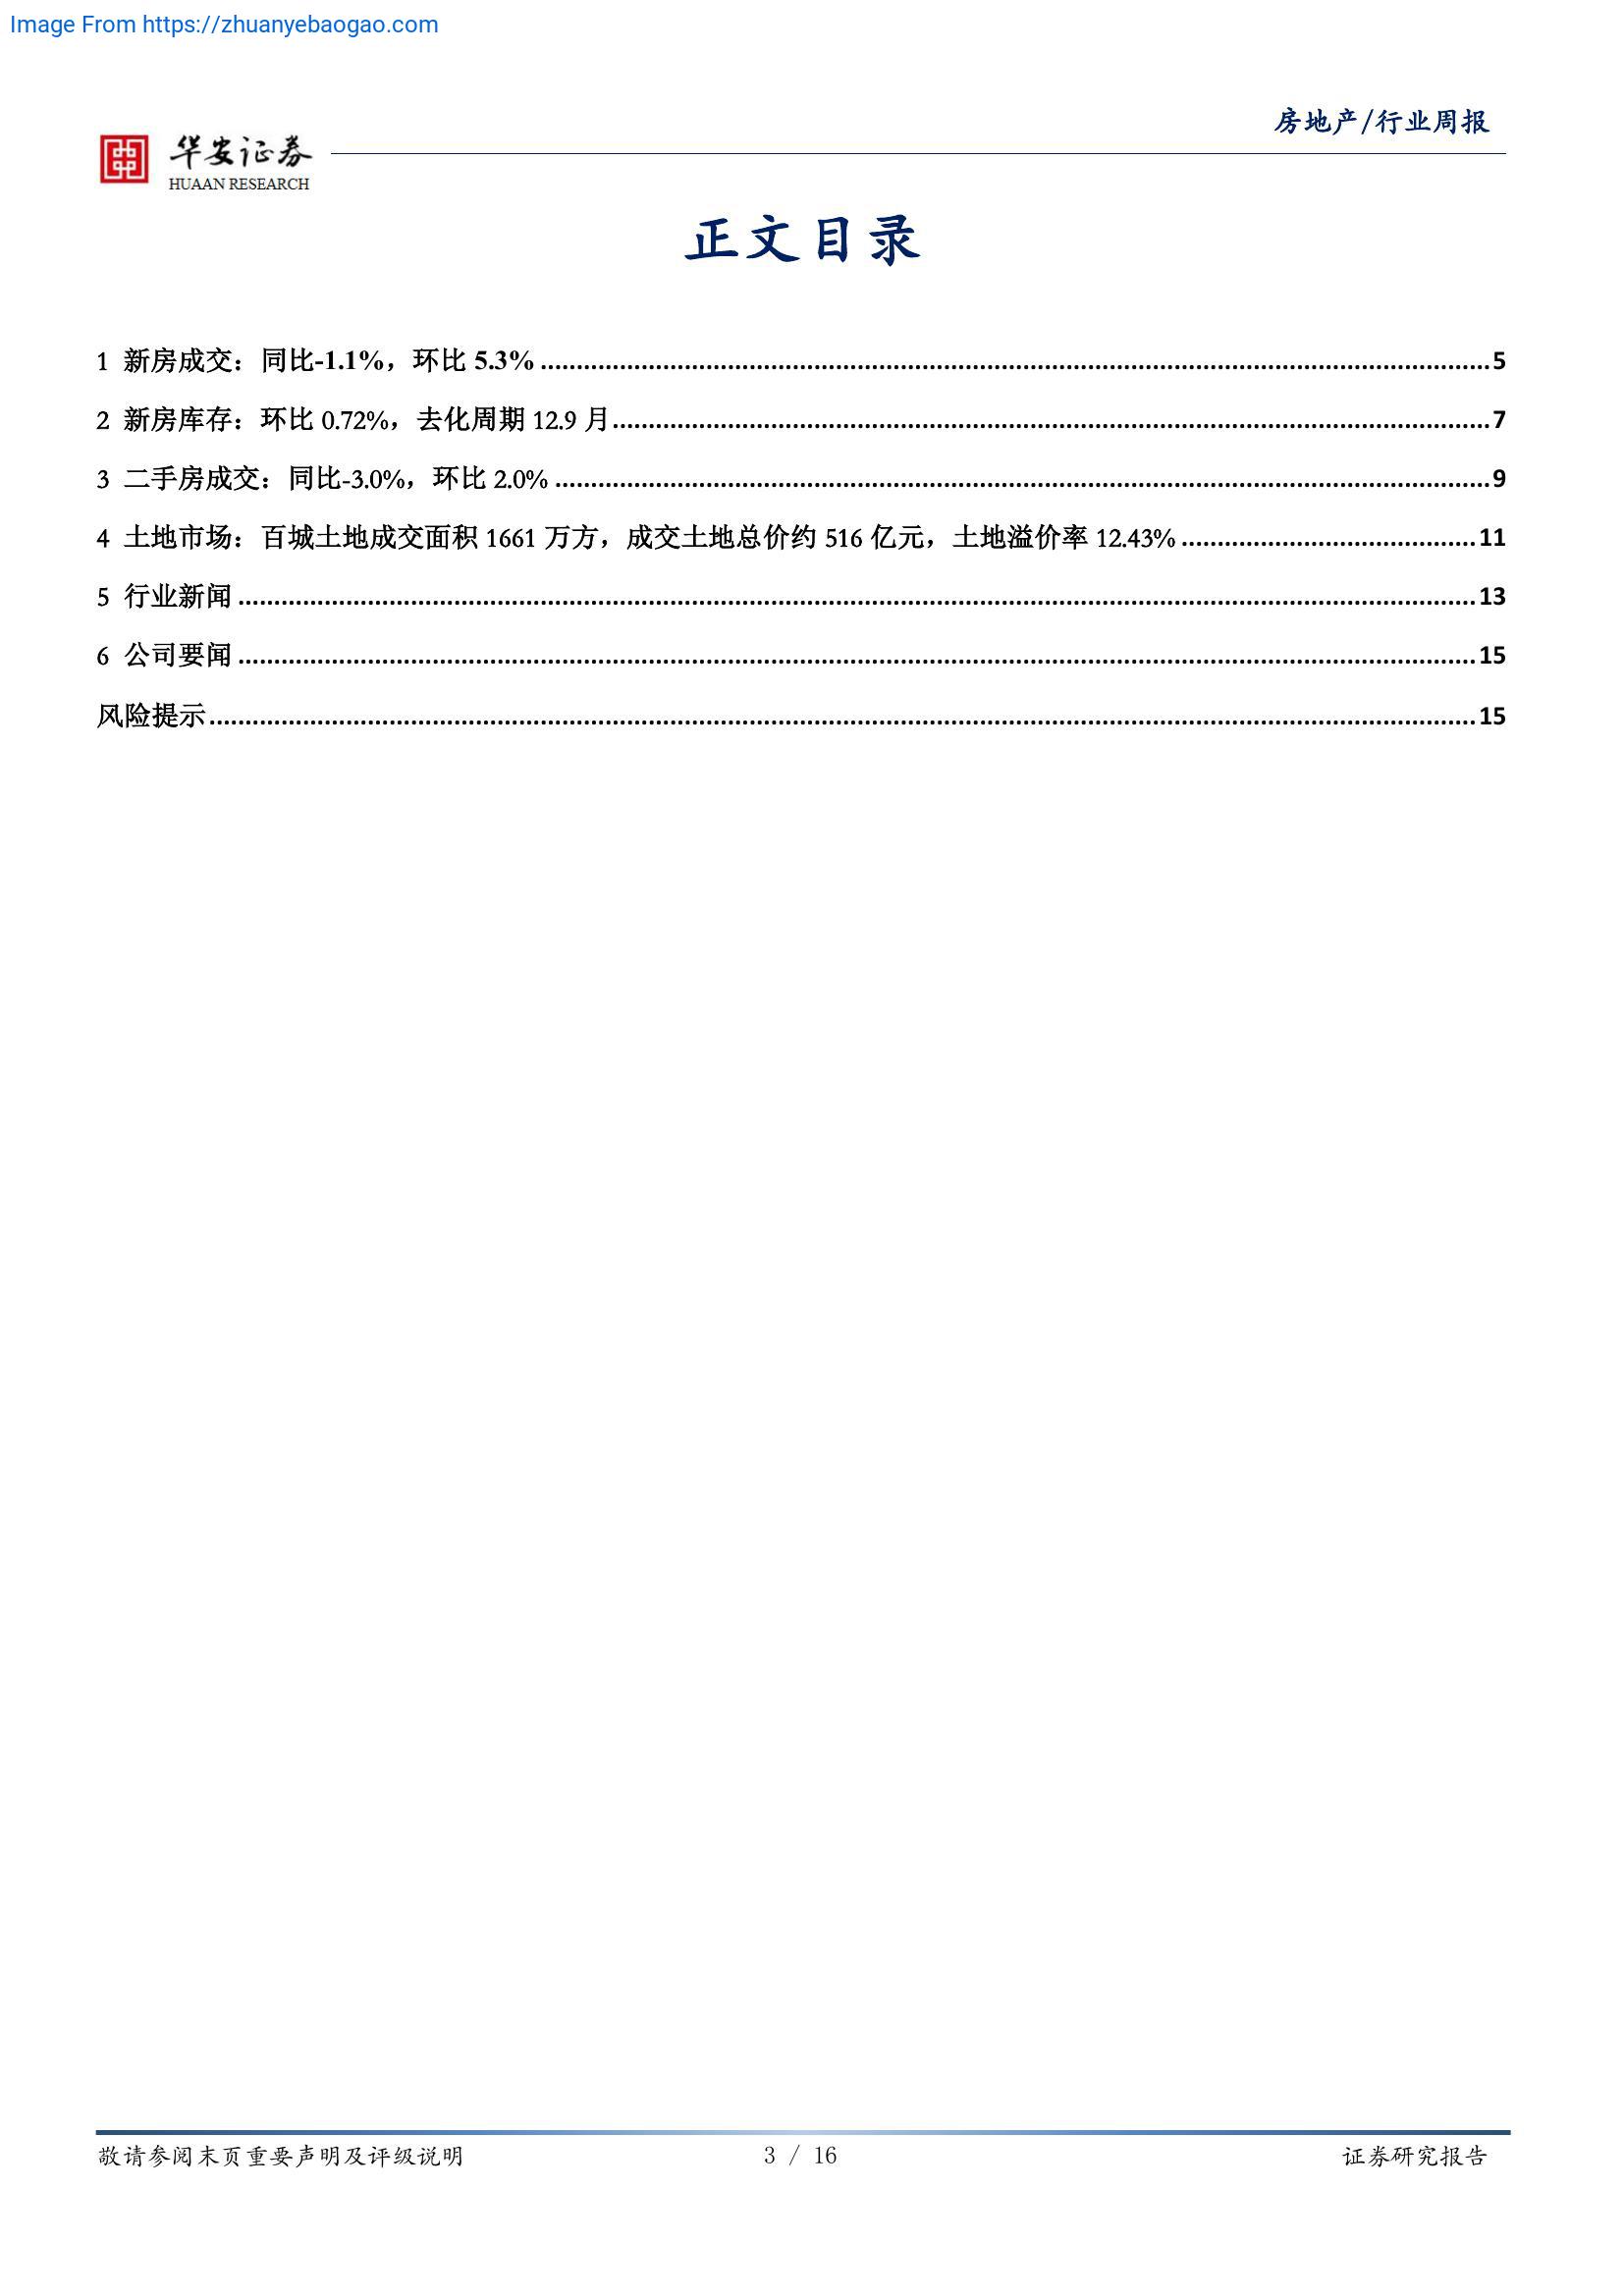 Image From https://zhuanyebaogao.com
房地产/行业周报
华安证券
HUAAN RESEARCH
正文目录
1 新房成交：同比-1.1%，环比 5.3%........5
2 新房库存：环比 0.72%，去化周期 12.9 月........7
3 二手房成交：同比-3.0%，环比 2.0%........9
4 土地市场：百城土地成交面积 1661 万方，成交土地总价约 516 亿元，土地溢价率 12.43%........11
5 行业新闻........13
6 公司要闻........15
风险提示........15
敬请参阅末页重要声明及评级说明 3 / 16 证券研究报告